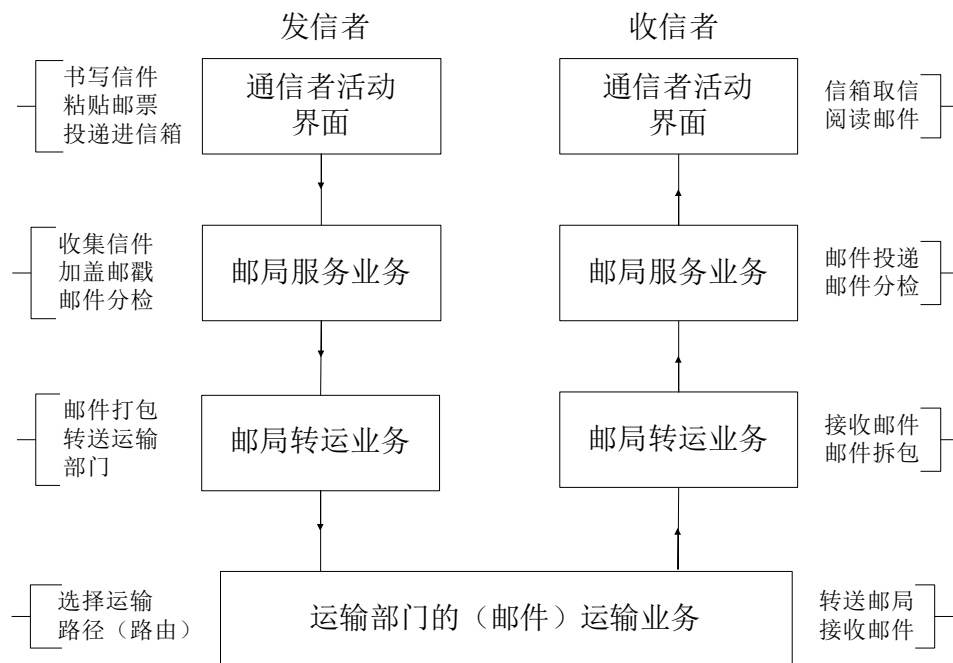 发信者
收信者
书写信件
粘贴邮票
投递进信箱
通信者活动
界面
通信者活动
界面
信箱取信
阅读邮件
收集信件
加盖邮戳
邮件分检
邮局服务业务
邮局服务业务
邮件投递
邮件分检
邮件打包
转送运输
部门
邮局转运业务
邮局转运业务
接收邮件
邮件拆包
选择运输
路径（路由）
运输部门的（邮件）运输业务
转送邮局
接收邮件